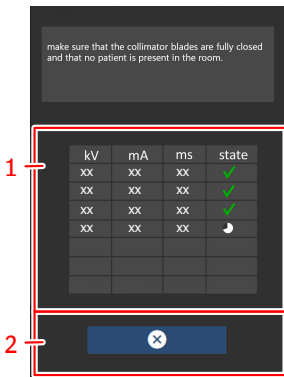 make sure that the collimator blades are fully closed
and that no patient is present in the room.
1
kV mA ms state
xx xx xx
xx xx xx
xx xx xx
xx xx xx
2